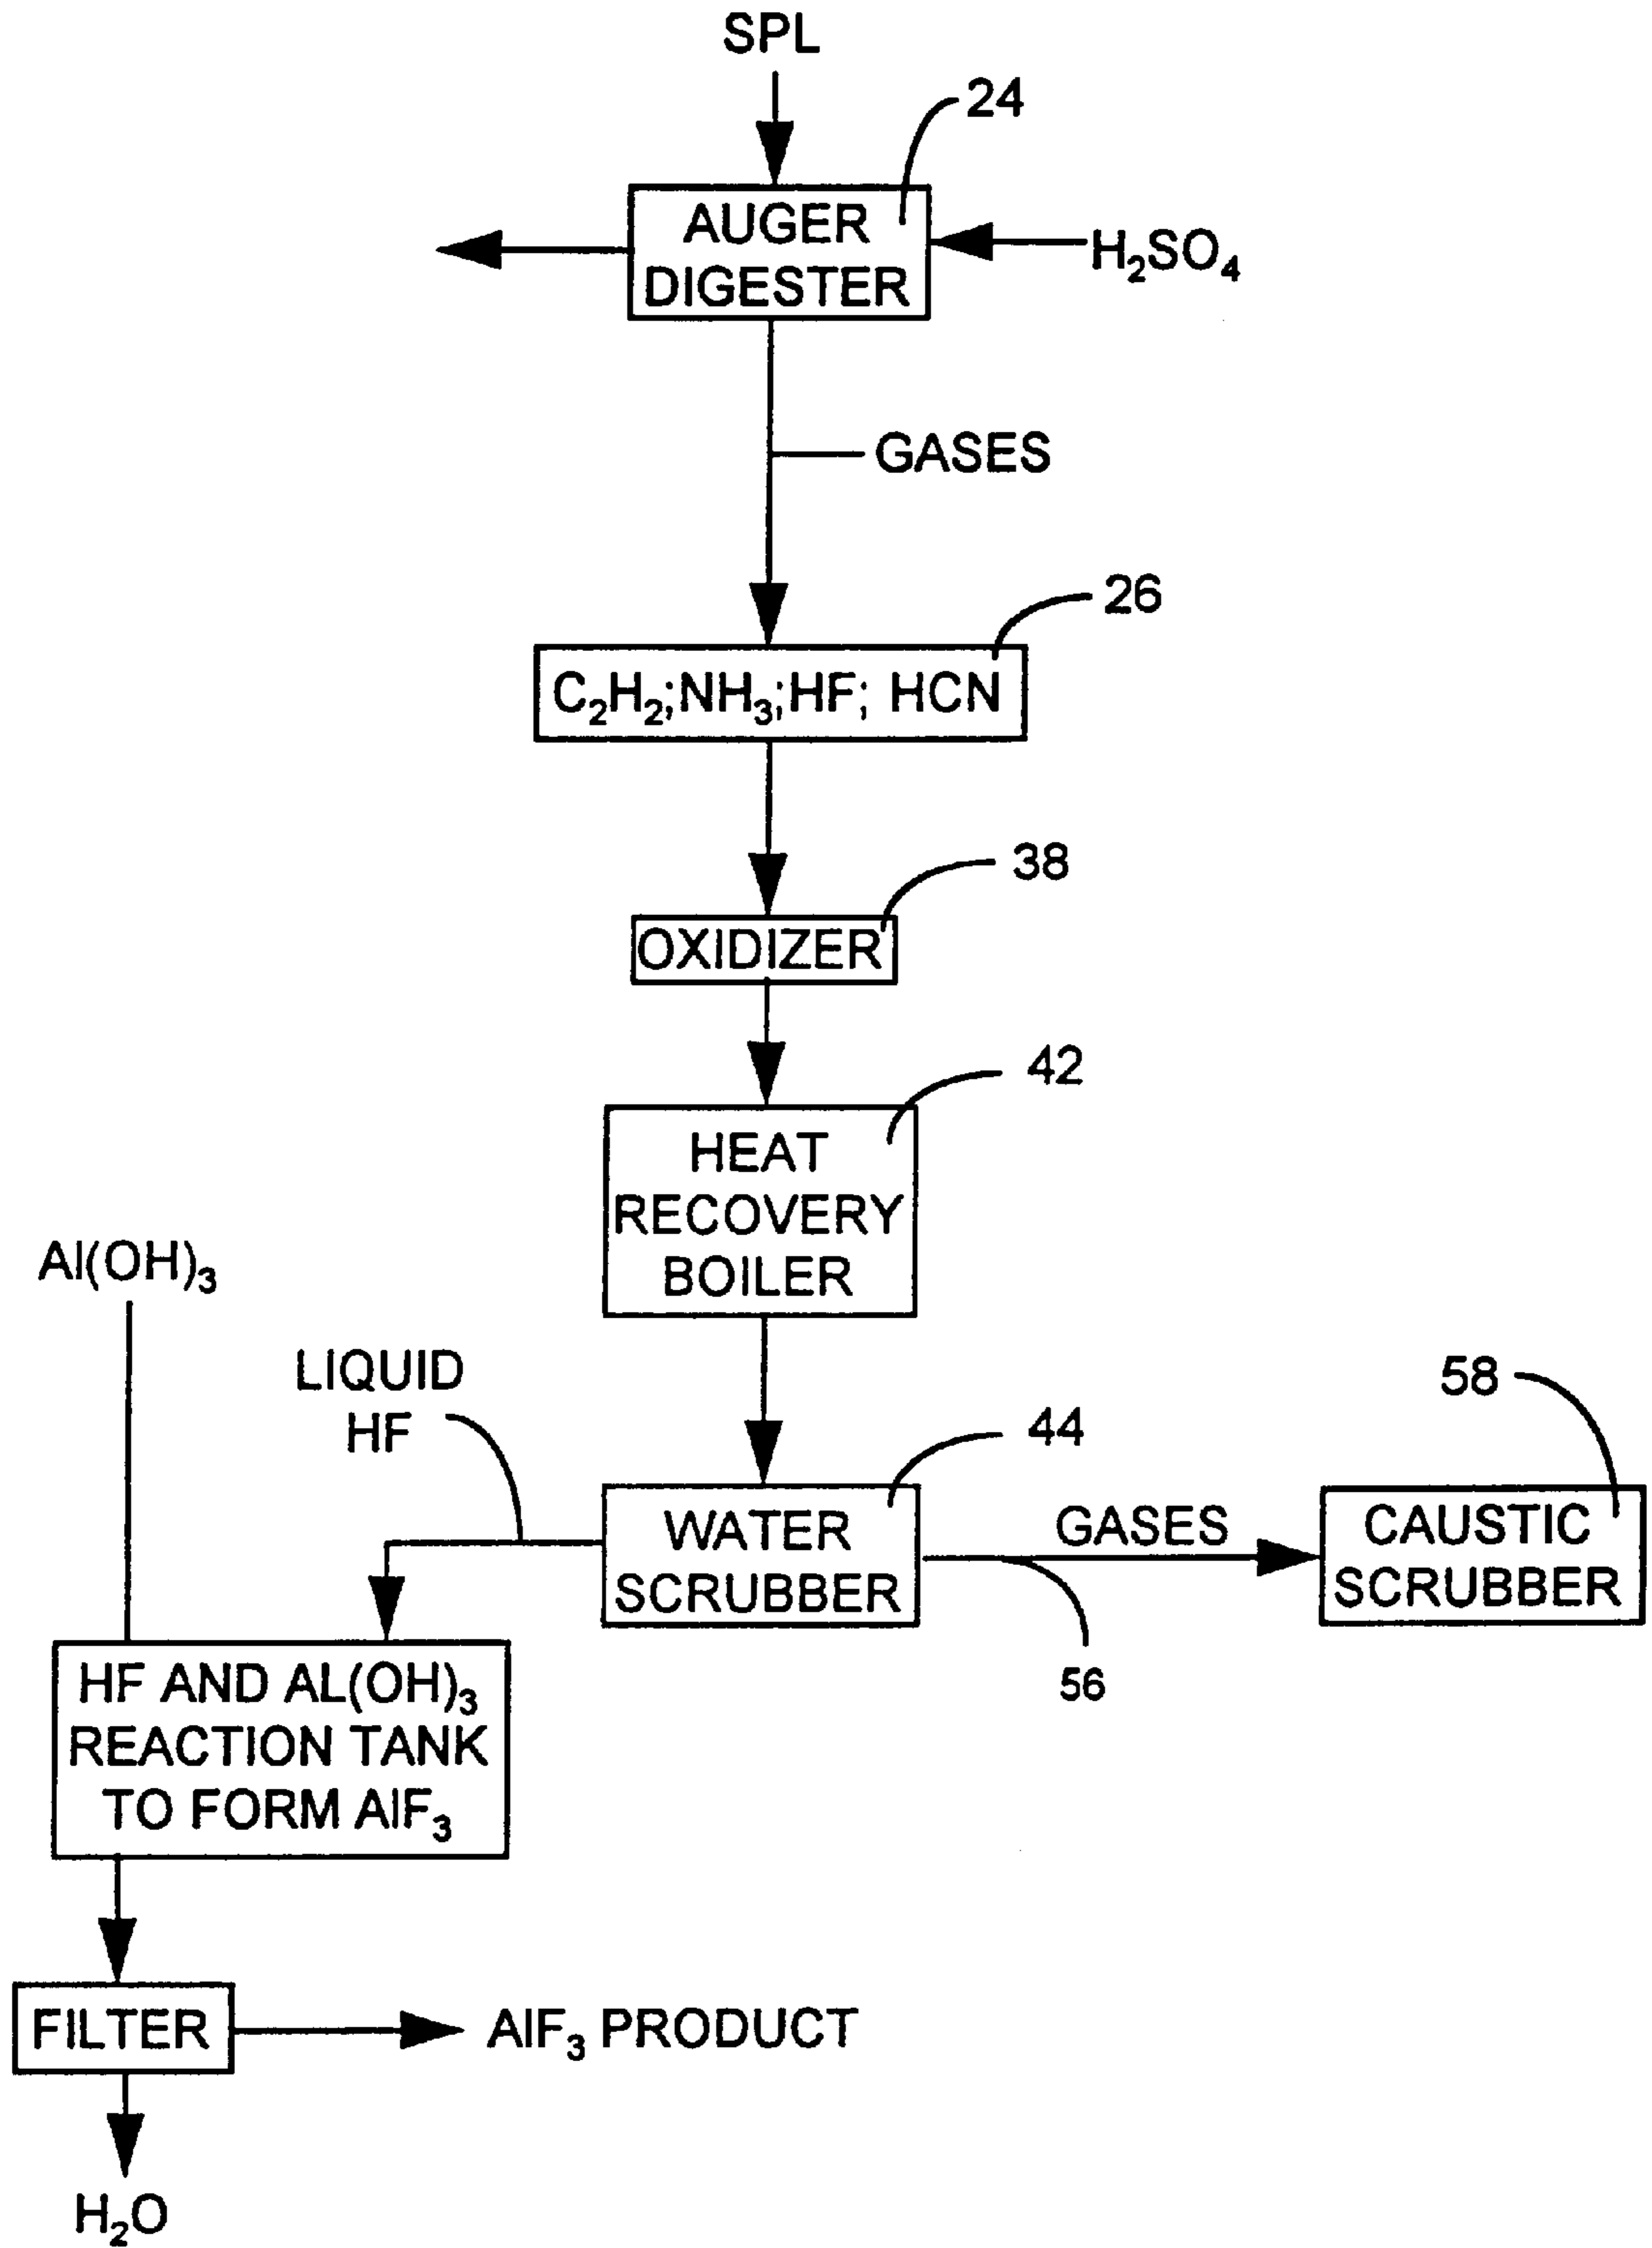 SPL
24
AUGER
DIGESTER
H₂SO₄
GASES
26
C₂H₂;NH₃;HF; HCN
38
OXIDIZER
42
HEAT
RECOVERY
BOILER
Al(OH)₃
LIQUID
HF
44
58
WATER
SCRUBBER
GASES
CAUSTIC
SCRUBBER
56
HF AND AL(OH)₃
REACTION TANK
TO FORM AlF₃
FILTER
AlF₃ PRODUCT
H₂O